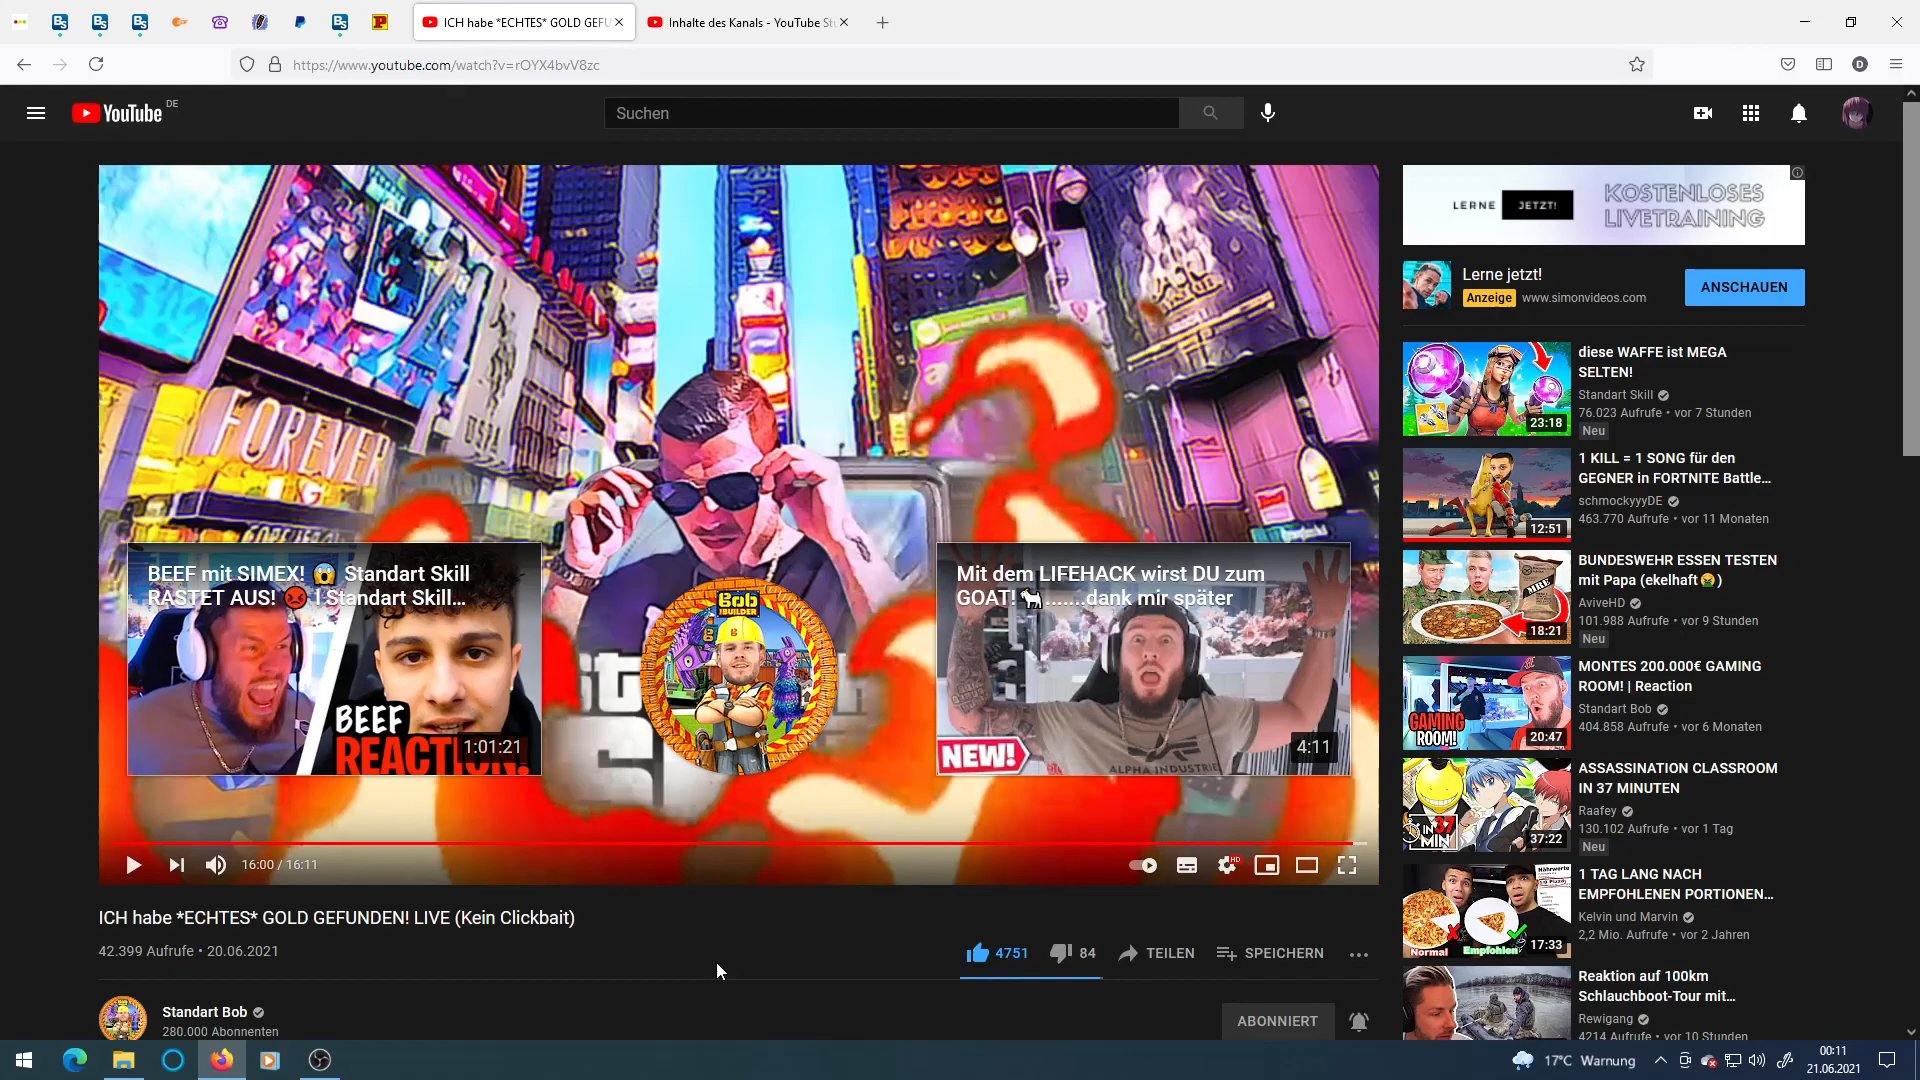 ICH habe *ECHTES* GOLD GEFU
Inhalte des Kanals - YouTube St
https://www.youtube.com/watch?v=rOYX4bvV8zc
YouTube DE
Suchen
FOREVER
BEEF mit SIMEX! 😱 Standart Skill
RASTET AUS! 😡 I Standart Skill...
BEEF
REACTION!
1:01:21
Bob
BUILDER
Mit dem LIFEHACK wirst DU zum
GOAT!🐐.......dank mir später
NEW!
ALPHA INDUSTRIE
4:11
16:00 / 16:11
HD
ICH habe *ECHTES* GOLD GEFUNDEN! LIVE (Kein Clickbait)
42.399 Aufrufe • 20.06.2021
4751
84
TEILEN
SPEICHERN
Standart Bob
280.000 Abonnenten
ABONNIERT
LERNE JETZT!
KOSTENLOSES
LIVETRAINING
Lerne jetzt!
Anzeige www.simonvideos.com
ANSCHAUEN
23:18
diese WAFFE ist MEGA
SELTEN!
Standart Skill
76.023 Aufrufe • vor 7 Stunden
Neu
12:51
1 KILL = 1 SONG für den
GEGNER in FORTNITE Battle...
schmockyyyDE
463.770 Aufrufe • vor 11 Monaten
MRE
18:21
BUNDESWEHR ESSEN TESTEN
mit Papa (ekelhaft🤮)
AviveHD
101.988 Aufrufe • vor 9 Stunden
Neu
GAMING
ROOM!
20:47
MONTES 200.000€ GAMING
ROOM! | Reaction
Standart Bob
404.858 Aufrufe • vor 6 Monaten
IN 37
MIN
37:22
ASSASSINATION CLASSROOM
IN 37 MINUTEN
Raafey
130.102 Aufrufe • vor 1 Tag
Neu
Nährwerte
Normal
Empfohlen
17:33
1 TAG LANG NACH
EMPFOHLENEN PORTIONEN...
Kelvin und Marvin
2,2 Mio. Aufrufe • vor 2 Jahren
Reaktion auf 100km
Schlauchboot-Tour mit...
Rewigang
4214 Aufrufe • vor 10 Stunden
17°C Warnung
00:11
21.06.2021